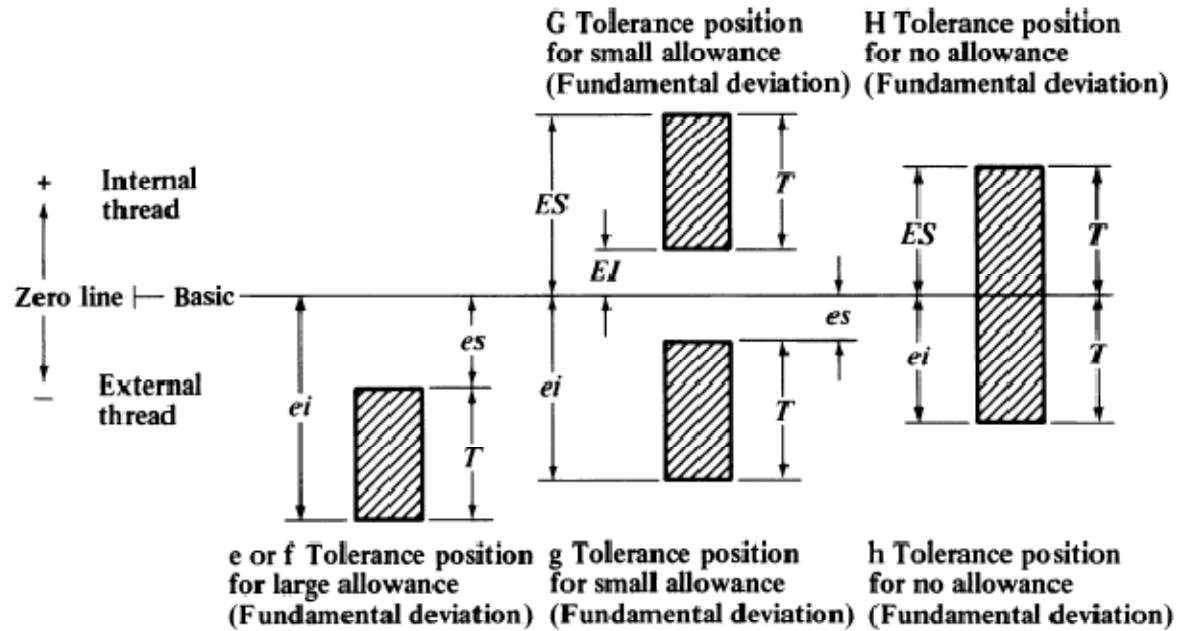 G Tolerance position
for small allowance
(Fundamental deviation)
H Tolerance position
for no allowance
(Fundamental deviation)
+ Internal
thread
ES
T
ES
T
EI
Zero line
Basic
es
es
ei
T
ei
T
ei
T
− External
thread
e or f Tolerance position
for large allowance
(Fundamental deviation)
g Tolerance position
for small allowance
(Fundamental deviation)
h Tolerance position
for no allowance
(Fundamental deviation)